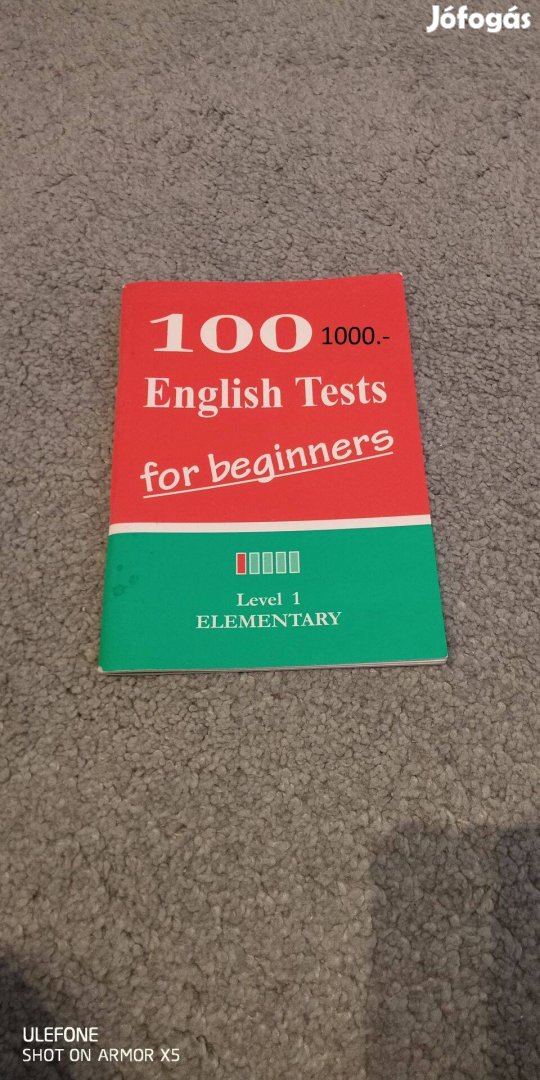 Jófogás
100 1000.-
English Tests
for beginners
Level 1
ELEMENTARY
ULEFONE
SHOT ON ARMOR X5